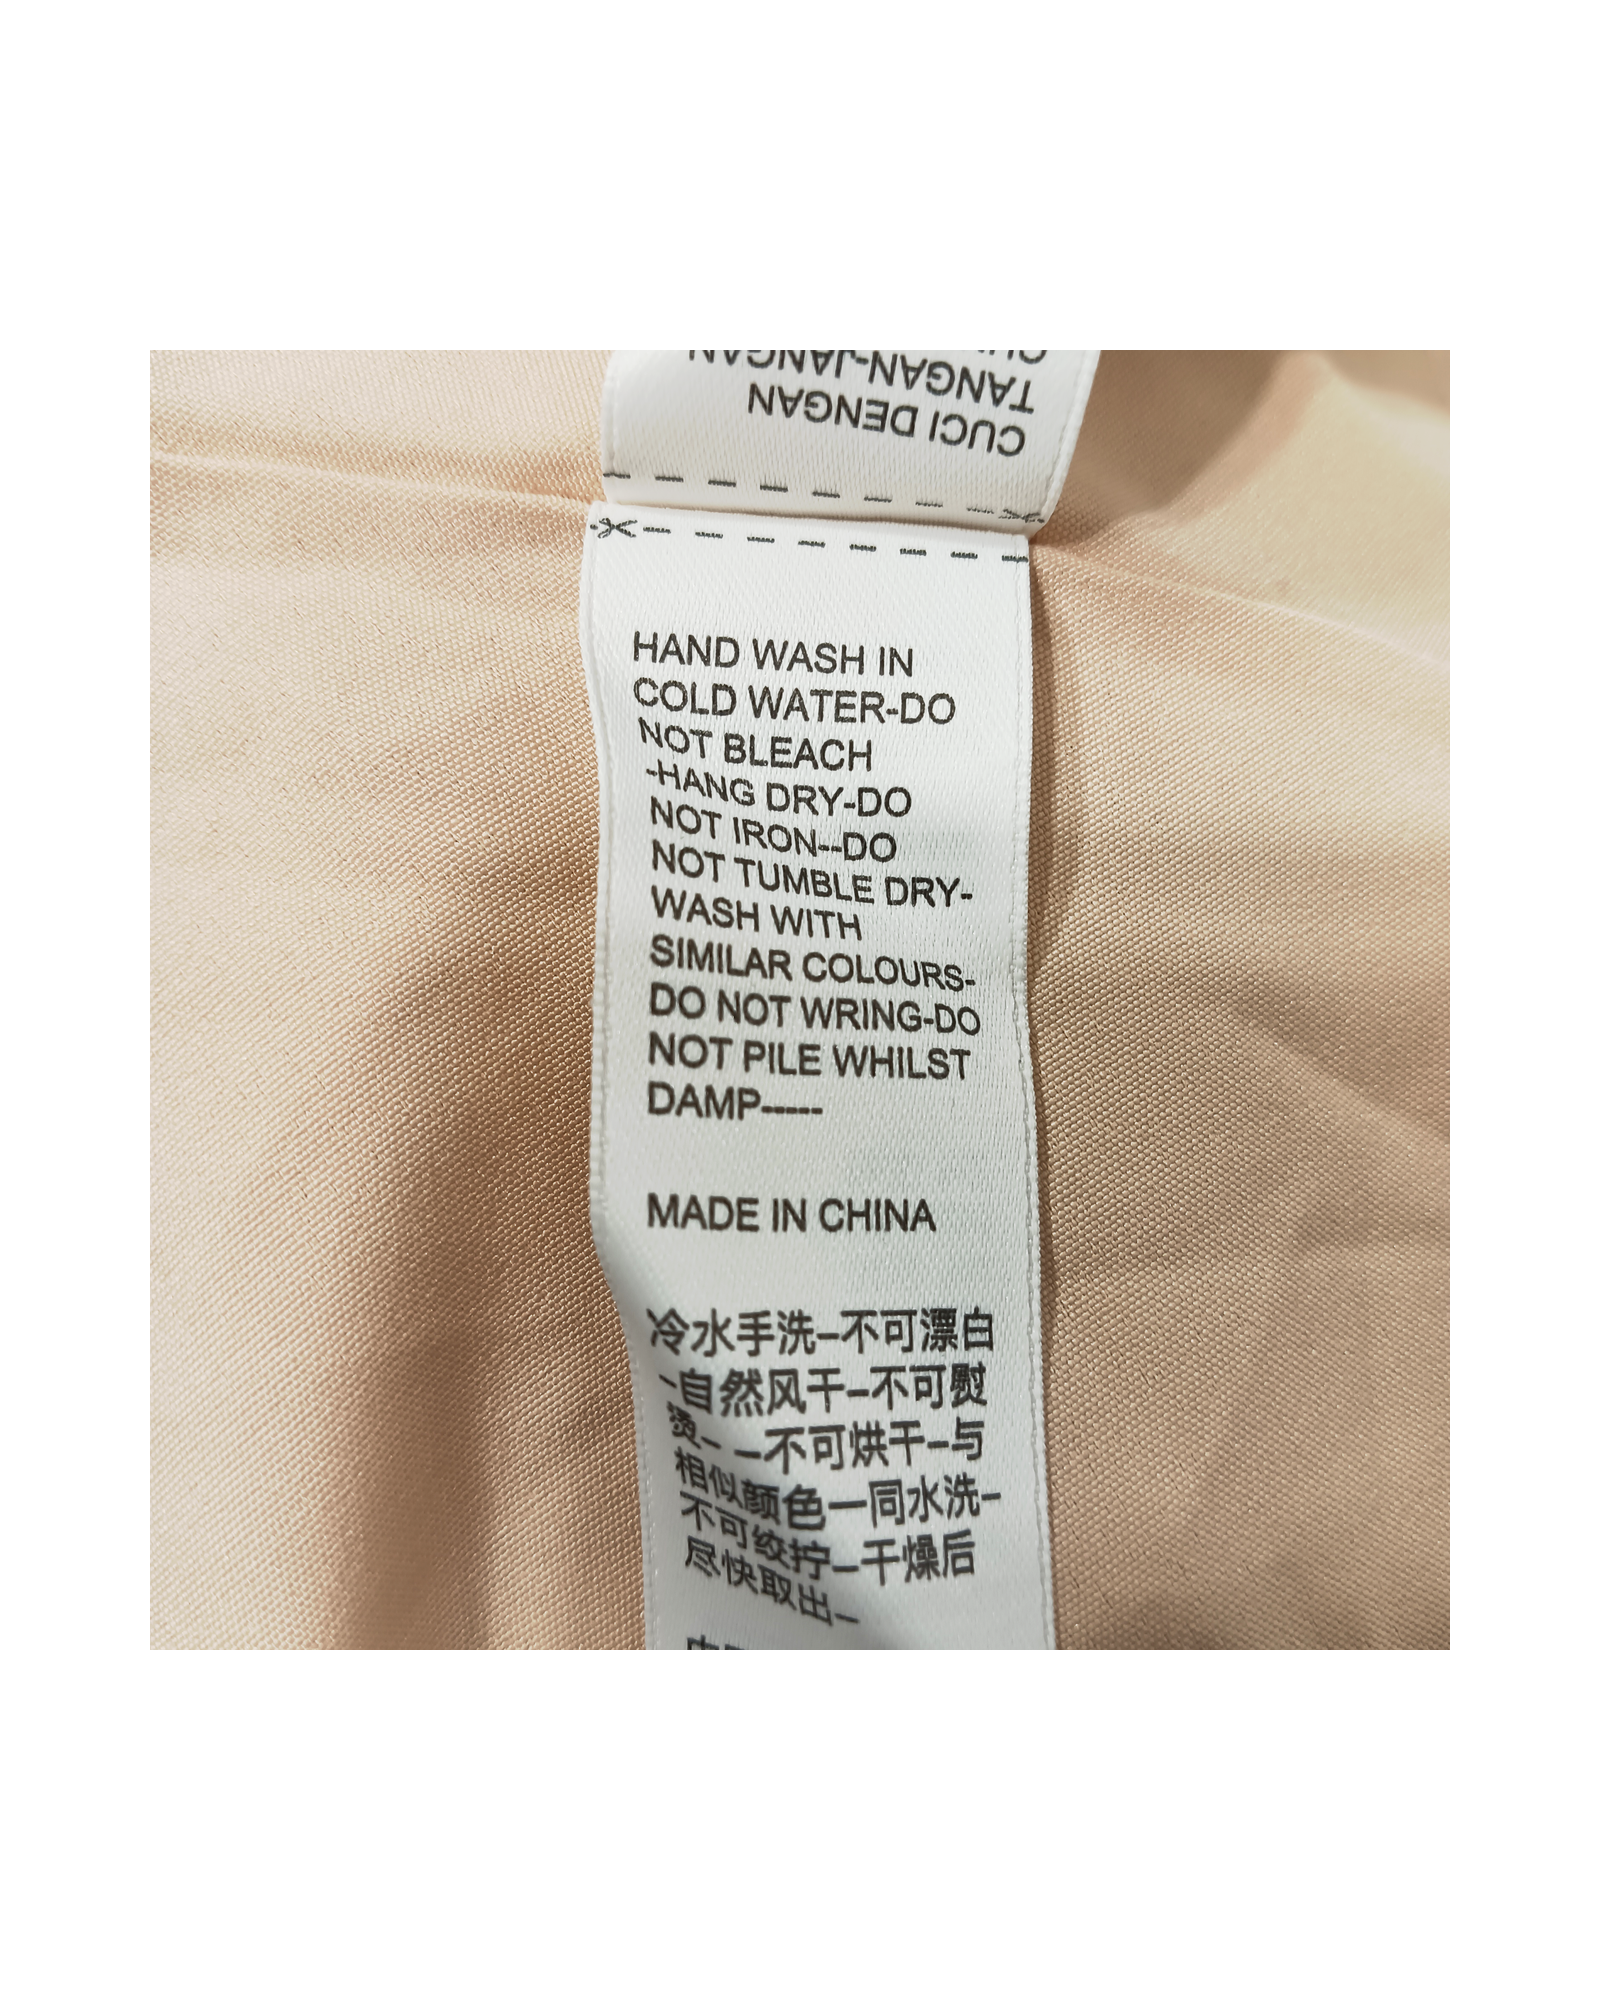 TANGAN-JANGAN
CUCI DENGAN
HAND WASH IN
COLD WATER-DO
NOT BLEACH
-HANG DRY-DO
NOT IRON--DO
NOT TUMBLE DRY-
WASH WITH
SIMILAR COLOURS-
DO NOT WRING-DO
NOT PILE WHILST
DAMP-----
MADE IN CHINA
冷水手洗-不可漂白
-自然风干-不可熨
烫- -不可烘干-与
相似颜色一同水洗-
不可绞拧-干燥后
尽快取出-